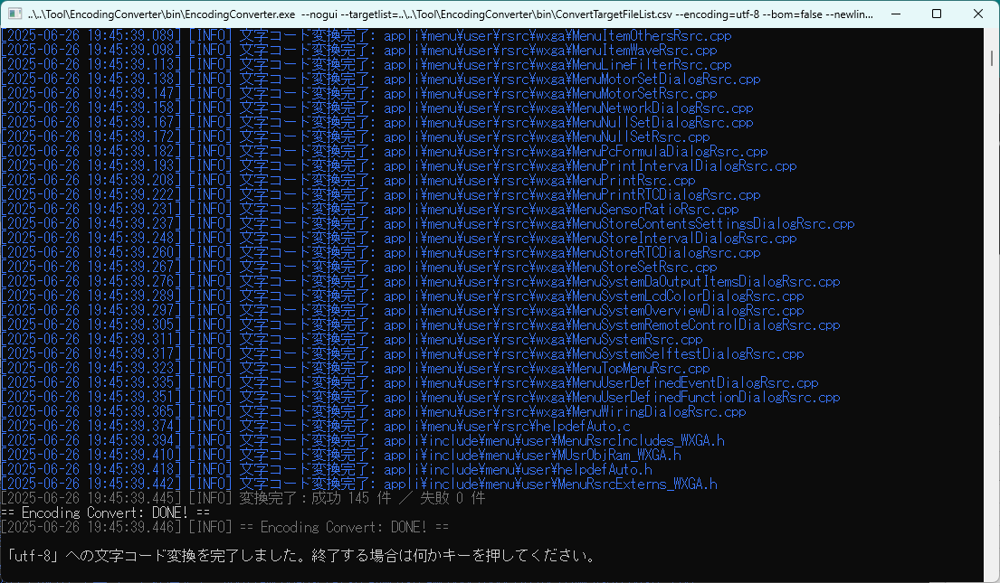 ..\..\Tool\EncodingConverter\bin\EncodingConverter.exe --nogui --targetlist=..\..\Tool\EncodingConverter\bin\ConvertTargetFileList.csv --encoding=utf-8 --bom=false --newlin...
[2025-06-26 19:45:39.089] [INFO] 文字コード変換完了: appli¥menu¥user¥rsrc¥wxga¥MenuItemOthersRsrc.cpp
[2025-06-26 19:45:39.098] [INFO] 文字コード変換完了: appli¥menu¥user¥rsrc¥wxga¥MenuItemWaveRsrc.cpp
[2025-06-26 19:45:39.113] [INFO] 文字コード変換完了: appli¥menu¥user¥rsrc¥wxga¥MenuLineFilterRsrc.cpp
[2025-06-26 19:45:39.138] [INFO] 文字コード変換完了: appli¥menu¥user¥rsrc¥wxga¥MenuMotorSetDialogRsrc.cpp
[2025-06-26 19:45:39.147] [INFO] 文字コード変換完了: appli¥menu¥user¥rsrc¥wxga¥MenuMotorSetRsrc.cpp
[2025-06-26 19:45:39.158] [INFO] 文字コード変換完了: appli¥menu¥user¥rsrc¥wxga¥MenuNetworkDialogRsrc.cpp
[2025-06-26 19:45:39.167] [INFO] 文字コード変換完了: appli¥menu¥user¥rsrc¥wxga¥MenuNullSetDialogRsrc.cpp
[2025-06-26 19:45:39.172] [INFO] 文字コード変換完了: appli¥menu¥user¥rsrc¥wxga¥MenuNullSetRsrc.cpp
[2025-06-26 19:45:39.182] [INFO] 文字コード変換完了: appli¥menu¥user¥rsrc¥wxga¥MenuPcFormulaDialogRsrc.cpp
[2025-06-26 19:45:39.193] [INFO] 文字コード変換完了: appli¥menu¥user¥rsrc¥wxga¥MenuPrintIntervalDialogRsrc.cpp
[2025-06-26 19:45:39.208] [INFO] 文字コード変換完了: appli¥menu¥user¥rsrc¥wxga¥MenuPrintRsrc.cpp
[2025-06-26 19:45:39.222] [INFO] 文字コード変換完了: appli¥menu¥user¥rsrc¥wxga¥MenuPrintRTCDialogRsrc.cpp
[2025-06-26 19:45:39.231] [INFO] 文字コード変換完了: appli¥menu¥user¥rsrc¥wxga¥MenuSensorRatioRsrc.cpp
[2025-06-26 19:45:39.237] [INFO] 文字コード変換完了: appli¥menu¥user¥rsrc¥wxga¥MenuStoreContentsSettingsDialogRsrc.cpp
[2025-06-26 19:45:39.248] [INFO] 文字コード変換完了: appli¥menu¥user¥rsrc¥wxga¥MenuStoreIntervalDialogRsrc.cpp
[2025-06-26 19:45:39.260] [INFO] 文字コード変換完了: appli¥menu¥user¥rsrc¥wxga¥MenuStoreRTCDialogRsrc.cpp
[2025-06-26 19:45:39.267] [INFO] 文字コード変換完了: appli¥menu¥user¥rsrc¥wxga¥MenuStoreSetRsrc.cpp
[2025-06-26 19:45:39.276] [INFO] 文字コード変換完了: appli¥menu¥user¥rsrc¥wxga¥MenuSystemDaOutputItemsDialogRsrc.cpp
[2025-06-26 19:45:39.289] [INFO] 文字コード変換完了: appli¥menu¥user¥rsrc¥wxga¥MenuSystemLcdColorDialogRsrc.cpp
[2025-06-26 19:45:39.297] [INFO] 文字コード変換完了: appli¥menu¥user¥rsrc¥wxga¥MenuSystemOverviewDialogRsrc.cpp
[2025-06-26 19:45:39.305] [INFO] 文字コード変換完了: appli¥menu¥user¥rsrc¥wxga¥MenuSystemRemoteControlDialogRsrc.cpp
[2025-06-26 19:45:39.311] [INFO] 文字コード変換完了: appli¥menu¥user¥rsrc¥wxga¥MenuSystemRsrc.cpp
[2025-06-26 19:45:39.317] [INFO] 文字コード変換完了: appli¥menu¥user¥rsrc¥wxga¥MenuSystemSelftestDialogRsrc.cpp
[2025-06-26 19:45:39.323] [INFO] 文字コード変換完了: appli¥menu¥user¥rsrc¥wxga¥MenuTopMenuRsrc.cpp
[2025-06-26 19:45:39.335] [INFO] 文字コード変換完了: appli¥menu¥user¥rsrc¥wxga¥MenuUserDefinedEventDialogRsrc.cpp
[2025-06-26 19:45:39.351] [INFO] 文字コード変換完了: appli¥menu¥user¥rsrc¥wxga¥MenuUserDefinedFunctionDialogRsrc.cpp
[2025-06-26 19:45:39.365] [INFO] 文字コード変換完了: appli¥menu¥user¥rsrc¥wxga¥MenuWiringDialogRsrc.cpp
[2025-06-26 19:45:39.374] [INFO] 文字コード変換完了: appli¥menu¥user¥rsrc¥helpdefAuto.c
[2025-06-26 19:45:39.394] [INFO] 文字コード変換完了: appli¥include¥menu¥user¥MenuRsrcIncludes_WXGA.h
[2025-06-26 19:45:39.410] [INFO] 文字コード変換完了: appli¥include¥menu¥user¥MUsrObjRam_WXGA.h
[2025-06-26 19:45:39.418] [INFO] 文字コード変換完了: appli¥include¥menu¥user¥helpdefAuto.h
[2025-06-26 19:45:39.442] [INFO] 文字コード変換完了: appli¥include¥menu¥user¥MenuRsrcExterns_WXGA.h
[2025-06-26 19:45:39.445] [INFO] 変換完了：成功 145 件 ／ 失敗 0 件
== Encoding Convert: DONE! ==
[2025-06-26 19:45:39.446] [INFO] == Encoding Convert: DONE! ==
「utf-8」への文字コード変換を完了しました。終了する場合は何かキーを押してください。